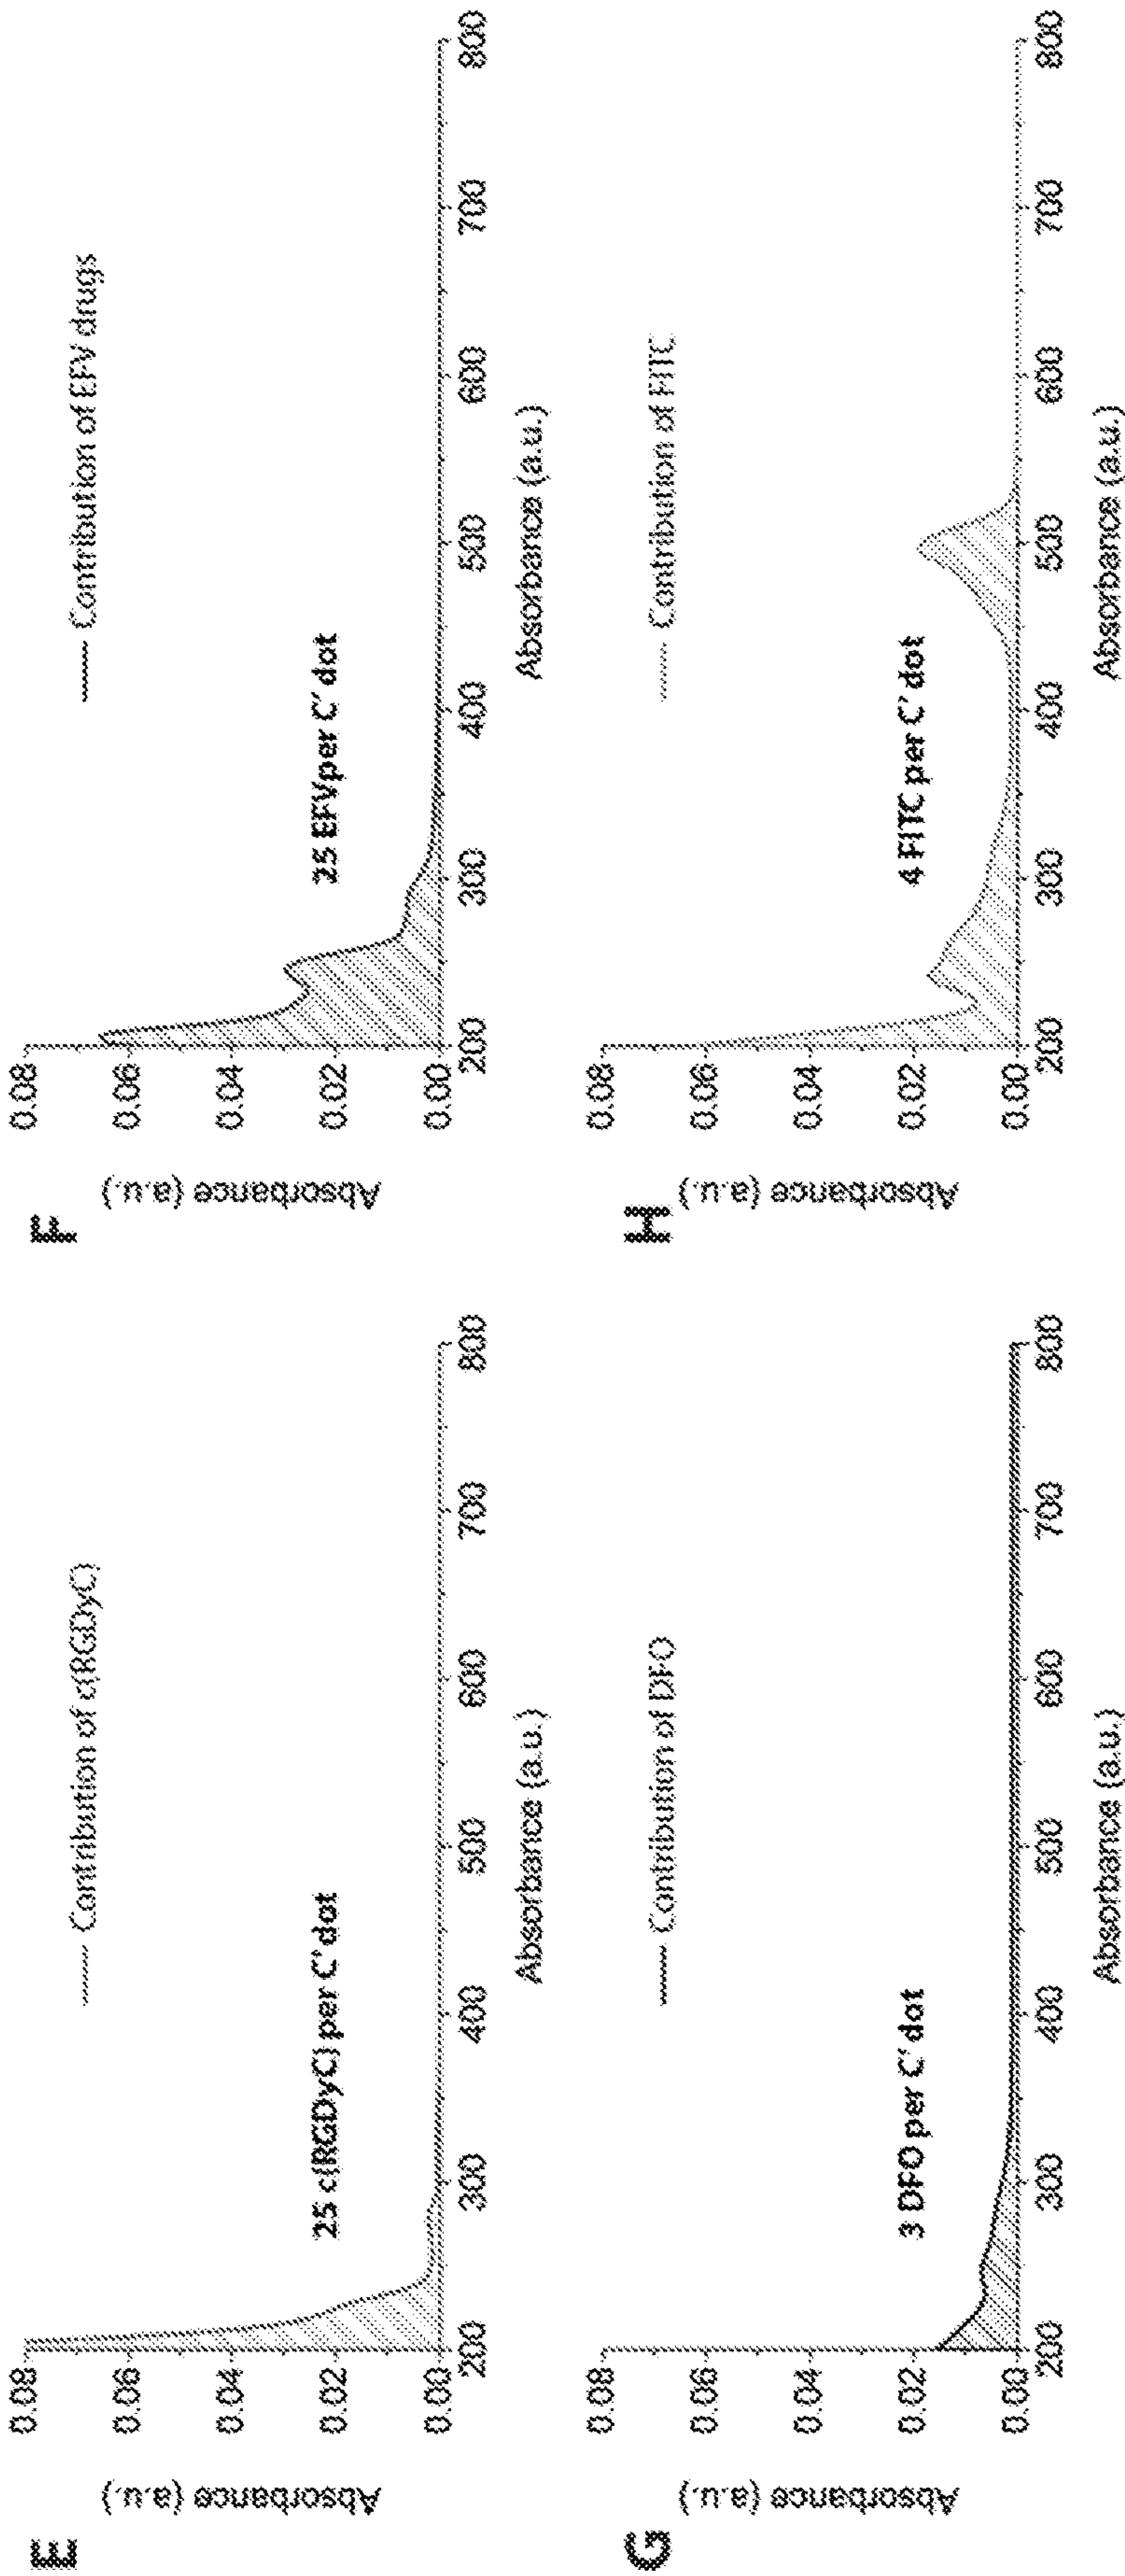 E
Absorbance (a.u.)
0.08
0.06
0.04
0.02
0.00
Contribution of c(RGDyC)
25 c(RGDyC) per C' dot
200 300 400 500 600 700 800
Absorbance (a.u.)
F
Absorbance (a.u.)
0.08
0.06
0.04
0.02
0.00
Contribution of EFV drugs
25 EFVper C' dot
200 300 400 500 600 700 800
Absorbance (a.u.)
G
Absorbance (a.u.)
0.08
0.06
0.04
0.02
0.00
Contribution of DFO
3 DFO per C' dot
200 300 400 500 600 700 800
Absorbance (a.u.)
H
Absorbance (a.u.)
0.08
0.06
0.04
0.02
0.00
Contribution of FITC
4 FITC per C' dot
200 300 400 500 600 700 800
Absorbance (a.u.)